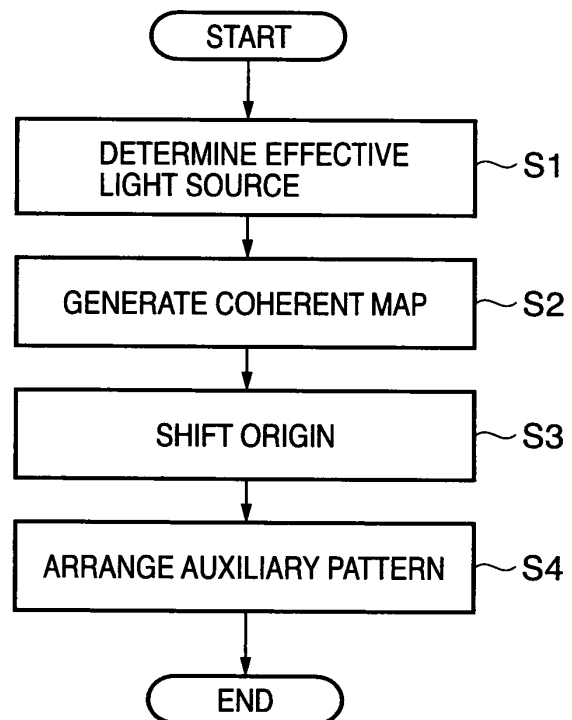 START
DETERMINE EFFECTIVE
LIGHT SOURCE
S1
GENERATE COHERENT MAP
S2
SHIFT ORIGIN
S3
ARRANGE AUXILIARY PATTERN
S4
END